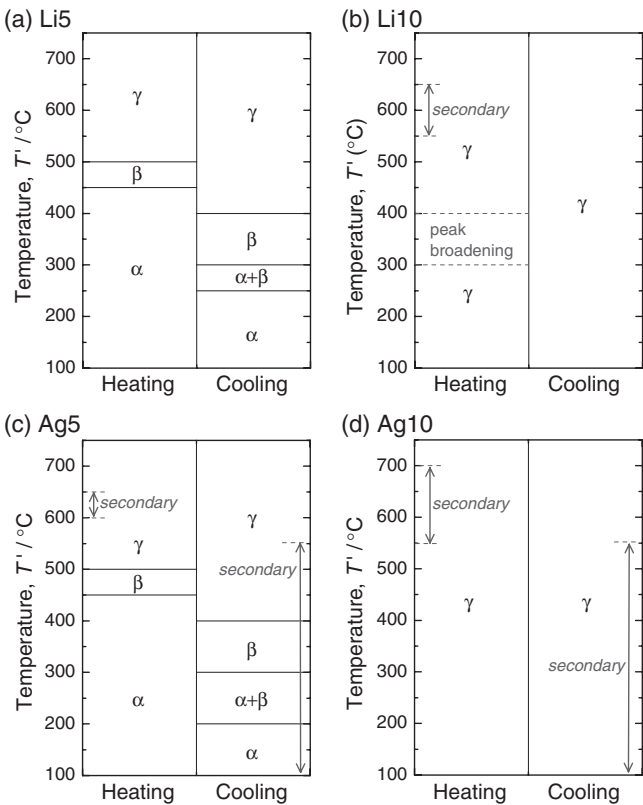 (a) Li5
Temperature, T' / °C
700
600
500
400
300
200
100
γ
β
α
γ
β
α+β
α
Heating
Cooling
(b) Li10
Temperature, T' (°C)
700
600
500
400
300
200
100
secondary
γ
peak
broadening
γ
γ
Heating
Cooling
(c) Ag5
Temperature, T' / °C
700
600
500
400
300
200
100
secondary
γ
β
α
γ
secondary
β
α+β
α
Heating
Cooling
(d) Ag10
Temperature, T' / °C
700
600
500
400
300
200
100
secondary
γ
γ
secondary
Heating
Cooling